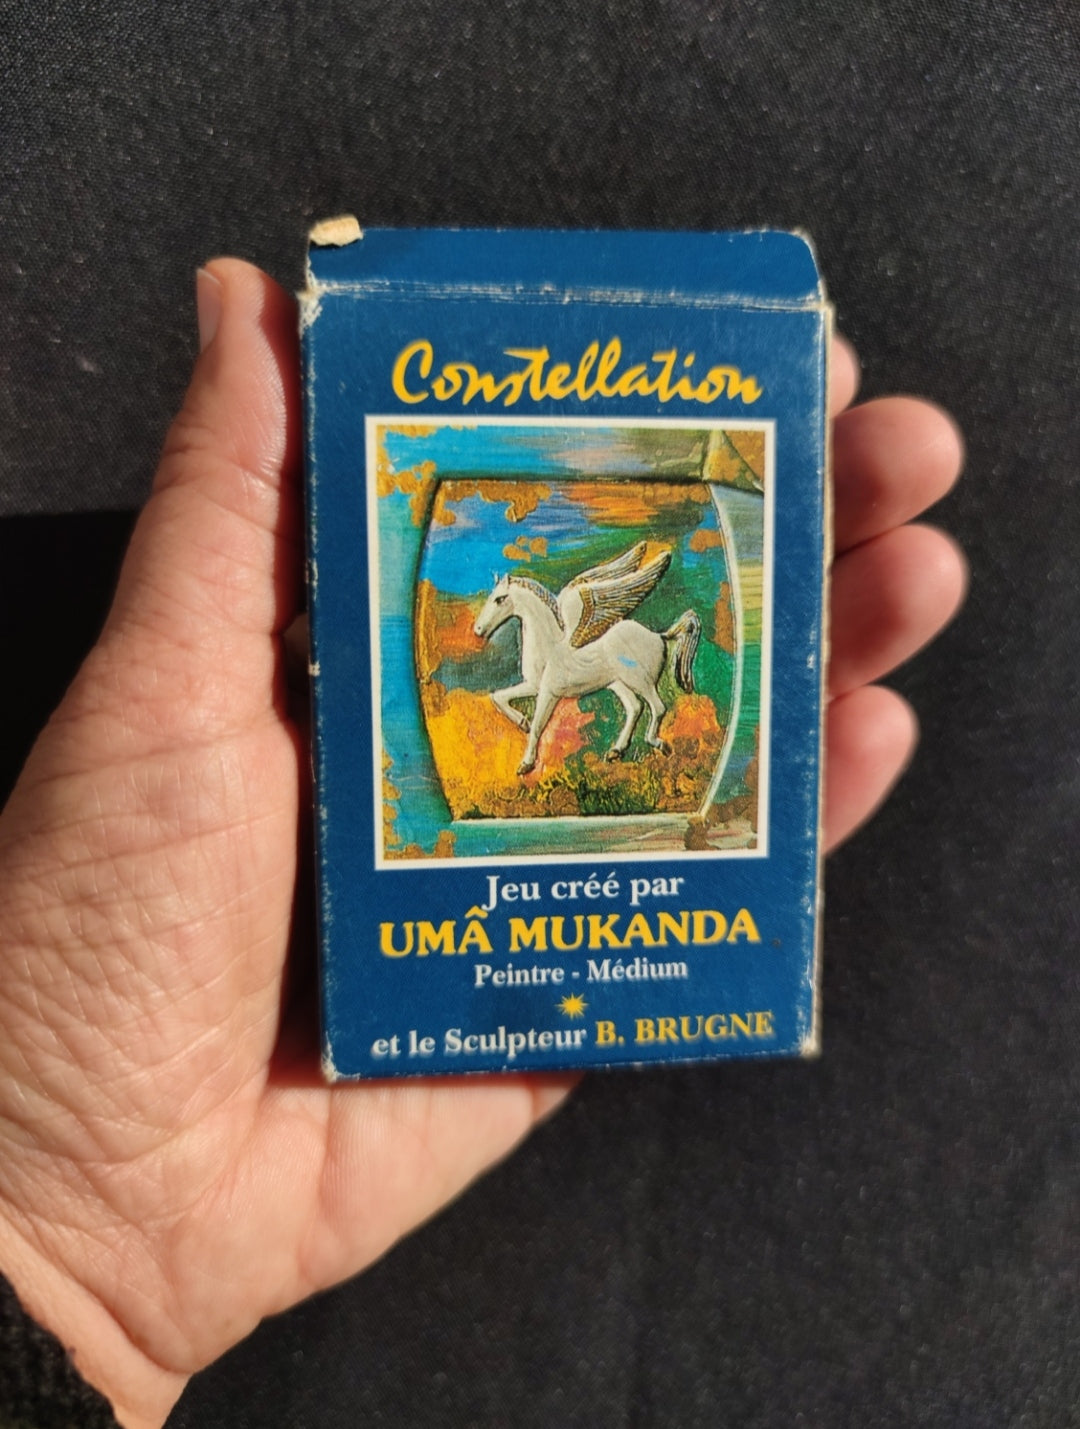 Constellation
Jeu créé par
UMÂ MUKANDA
Peintre - Médium
et le Sculpteur B. BRUGNE